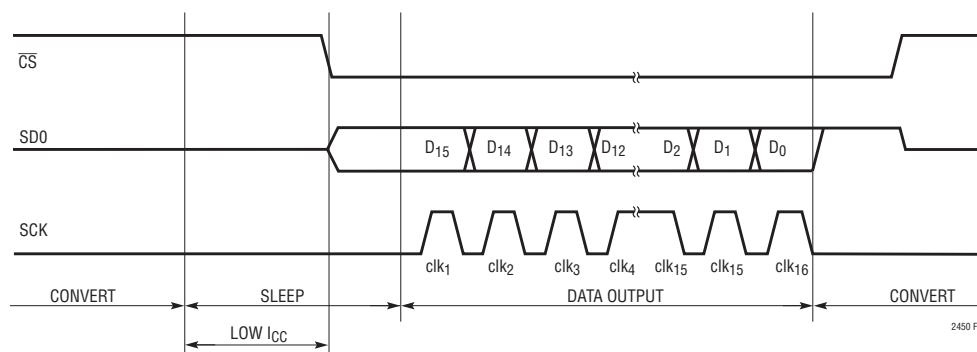 CS
SD0
D15 D14 D13 D12 D2 D1 D0
SCK
clk1 clk2 clk3 clk4 clk15 clk15 clk16
CONVERT SLEEP DATA OUTPUT CONVERT
LOW ICC
2450 F